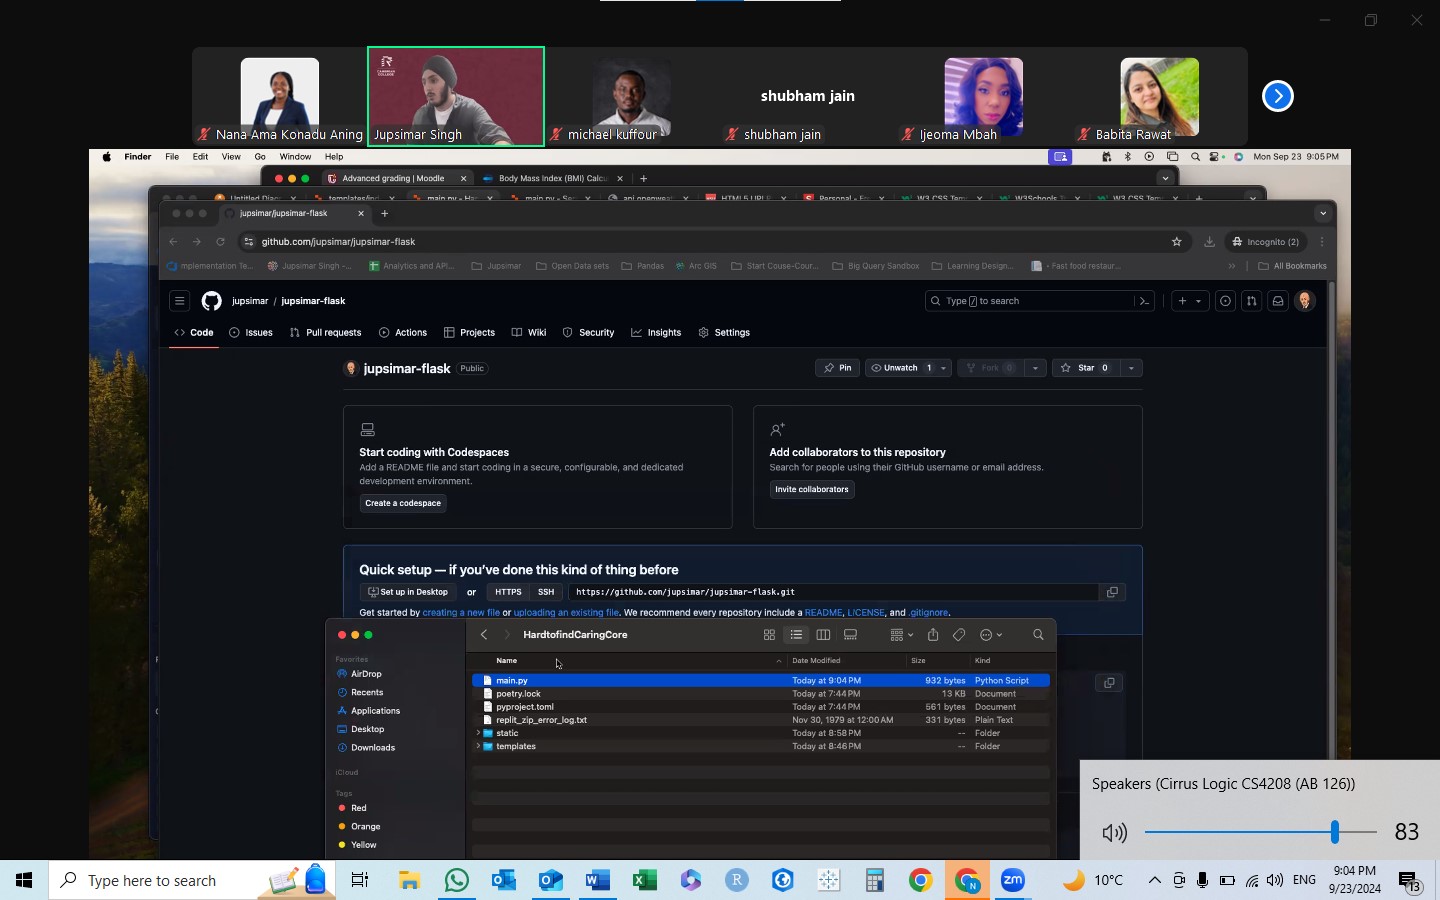 shubham jain
Nana Ama Konadu Aning
Jupsimar Singh
michael kuffour
shubham jain
Ijeoma Mbah
Babita Rawat
Finder File Edit View Go Window Help
Mon Sep 23 9:05 PM
Advanced grading | Moodle
Body Mass Index (BMI) Calcu
jupsimar/jupsimar-flask
github.com/jupsimar/jupsimar-flask
Incognito (2)
mplementation Te...
Jupsimar Singh -...
Analytics and API...
Jupsimar
Open Data sets
Pandas
Arc GIS
Start Couse-Cour...
Big Query Sandbox
Learning Design...
- Fast food restaur...
All Bookmarks
jupsimar / jupsimar-flask
Type / to search
Code
Issues
Pull requests
Actions
Projects
Wiki
Security
Insights
Settings
jupsimar-flask Public
Pin
Unwatch 1
Fork 0
Star 0
Start coding with Codespaces
Add a README file and start coding in a secure, configurable, and dedicated
development environment.
Create a codespace
Add collaborators to this repository
Search for people using their GitHub username or email address.
Invite collaborators
Quick setup — if you've done this kind of thing before
Set up in Desktop or HTTPS SSH https://github.com/jupsimar/jupsimar-flask.git
Get started by creating a new file or uploading an existing file. We recommend every repository include a README, LICENSE, and .gitignore.
HardtofindCaringCore
Favorites
AirDrop
Recents
Applications
Desktop
Downloads
iCloud
Tags
Red
Orange
Yellow
Name Date Modified Size Kind
main.py Today at 9:04 PM 932 bytes Python Script
poetry.lock Today at 7:44 PM 13 KB Document
pyproject.toml Today at 7:44 PM 561 bytes Document
replit_zip_error_log.txt Nov 30, 1979 at 12:00 AM 331 bytes Plain Text
static Today at 8:58 PM -- Folder
templates Today at 8:46 PM -- Folder
Speakers (Cirrus Logic CS4208 (AB 126))
83
Type here to search
10°C
ENG
9:04 PM
9/23/2024
13